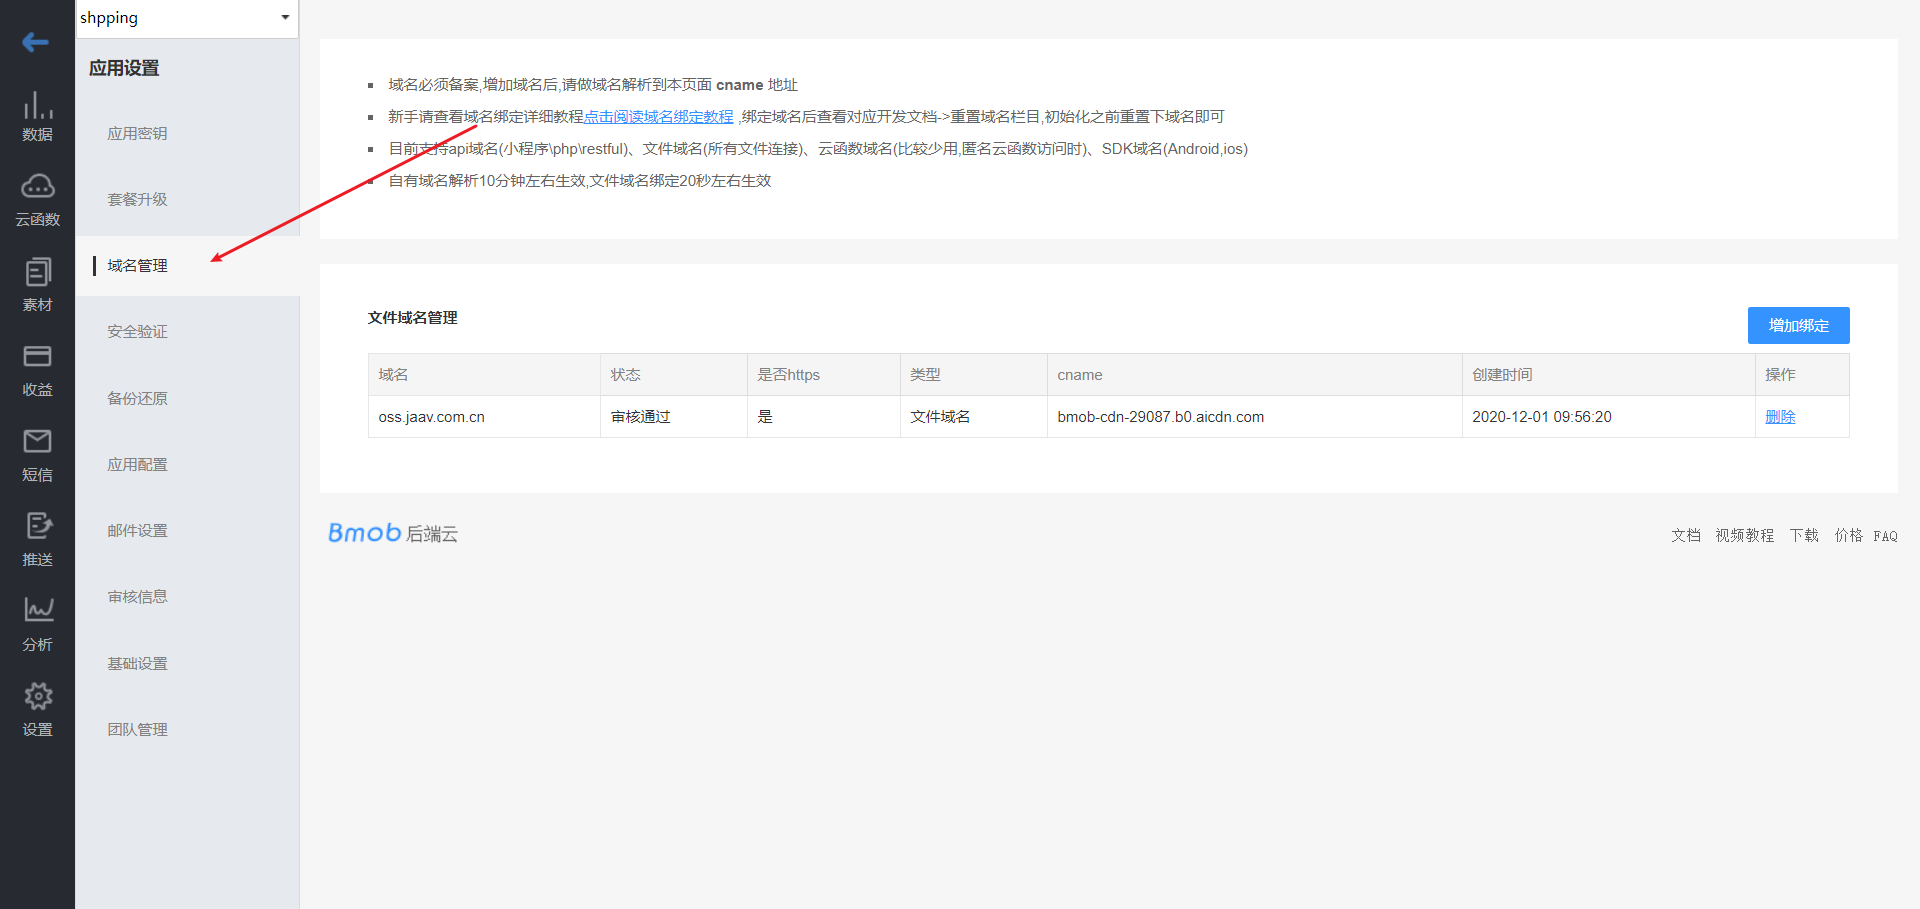 shpping
应用设置
数据
云函数
素材
收益
短信
推送
分析
设置
应用密钥
套餐升级
域名管理
安全验证
备份还原
应用配置
邮件设置
审核信息
基础设置
团队管理
域名必须备案,增加域名后,请做域名解析到本页面 cname 地址
新手请查看域名绑定详细教程点击阅读域名绑定教程 ,绑定域名后查看对应开发文档->重置域名栏目,初始化之前重置下域名即可
目前支持api域名(小程序\php\restful)、文件域名(所有文件连接)、云函数域名(比较少用,匿名云函数访问时)、SDK域名(Android,ios)
自有域名解析10分钟左右生效,文件域名绑定20秒左右生效
文件域名管理
增加绑定
域名 状态 是否https 类型 cname 创建时间 操作
oss.jaav.com.cn 审核通过 是 文件域名 bmob-cdn-29087.b0.aicdn.com 2020-12-01 09:56:20 删除
Bmob 后端云
文档 视频教程 下载 价格 FAQ